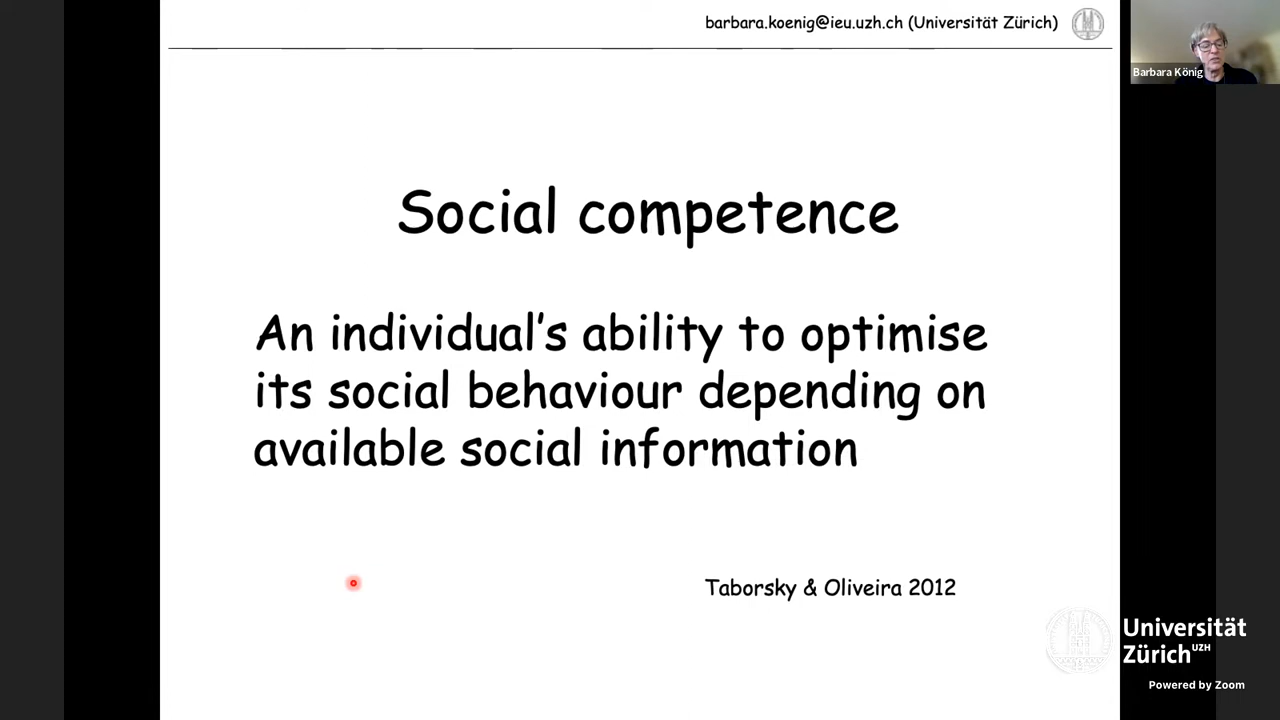 barbara.koenig@ieu.uzh.ch (Universität Zürich)
Barbara König
Social competence
An individual's ability to optimise
its social behaviour depending on
available social information
Taborsky & Oliveira 2012
Universität
Zürich UZH
Powered by Zoom